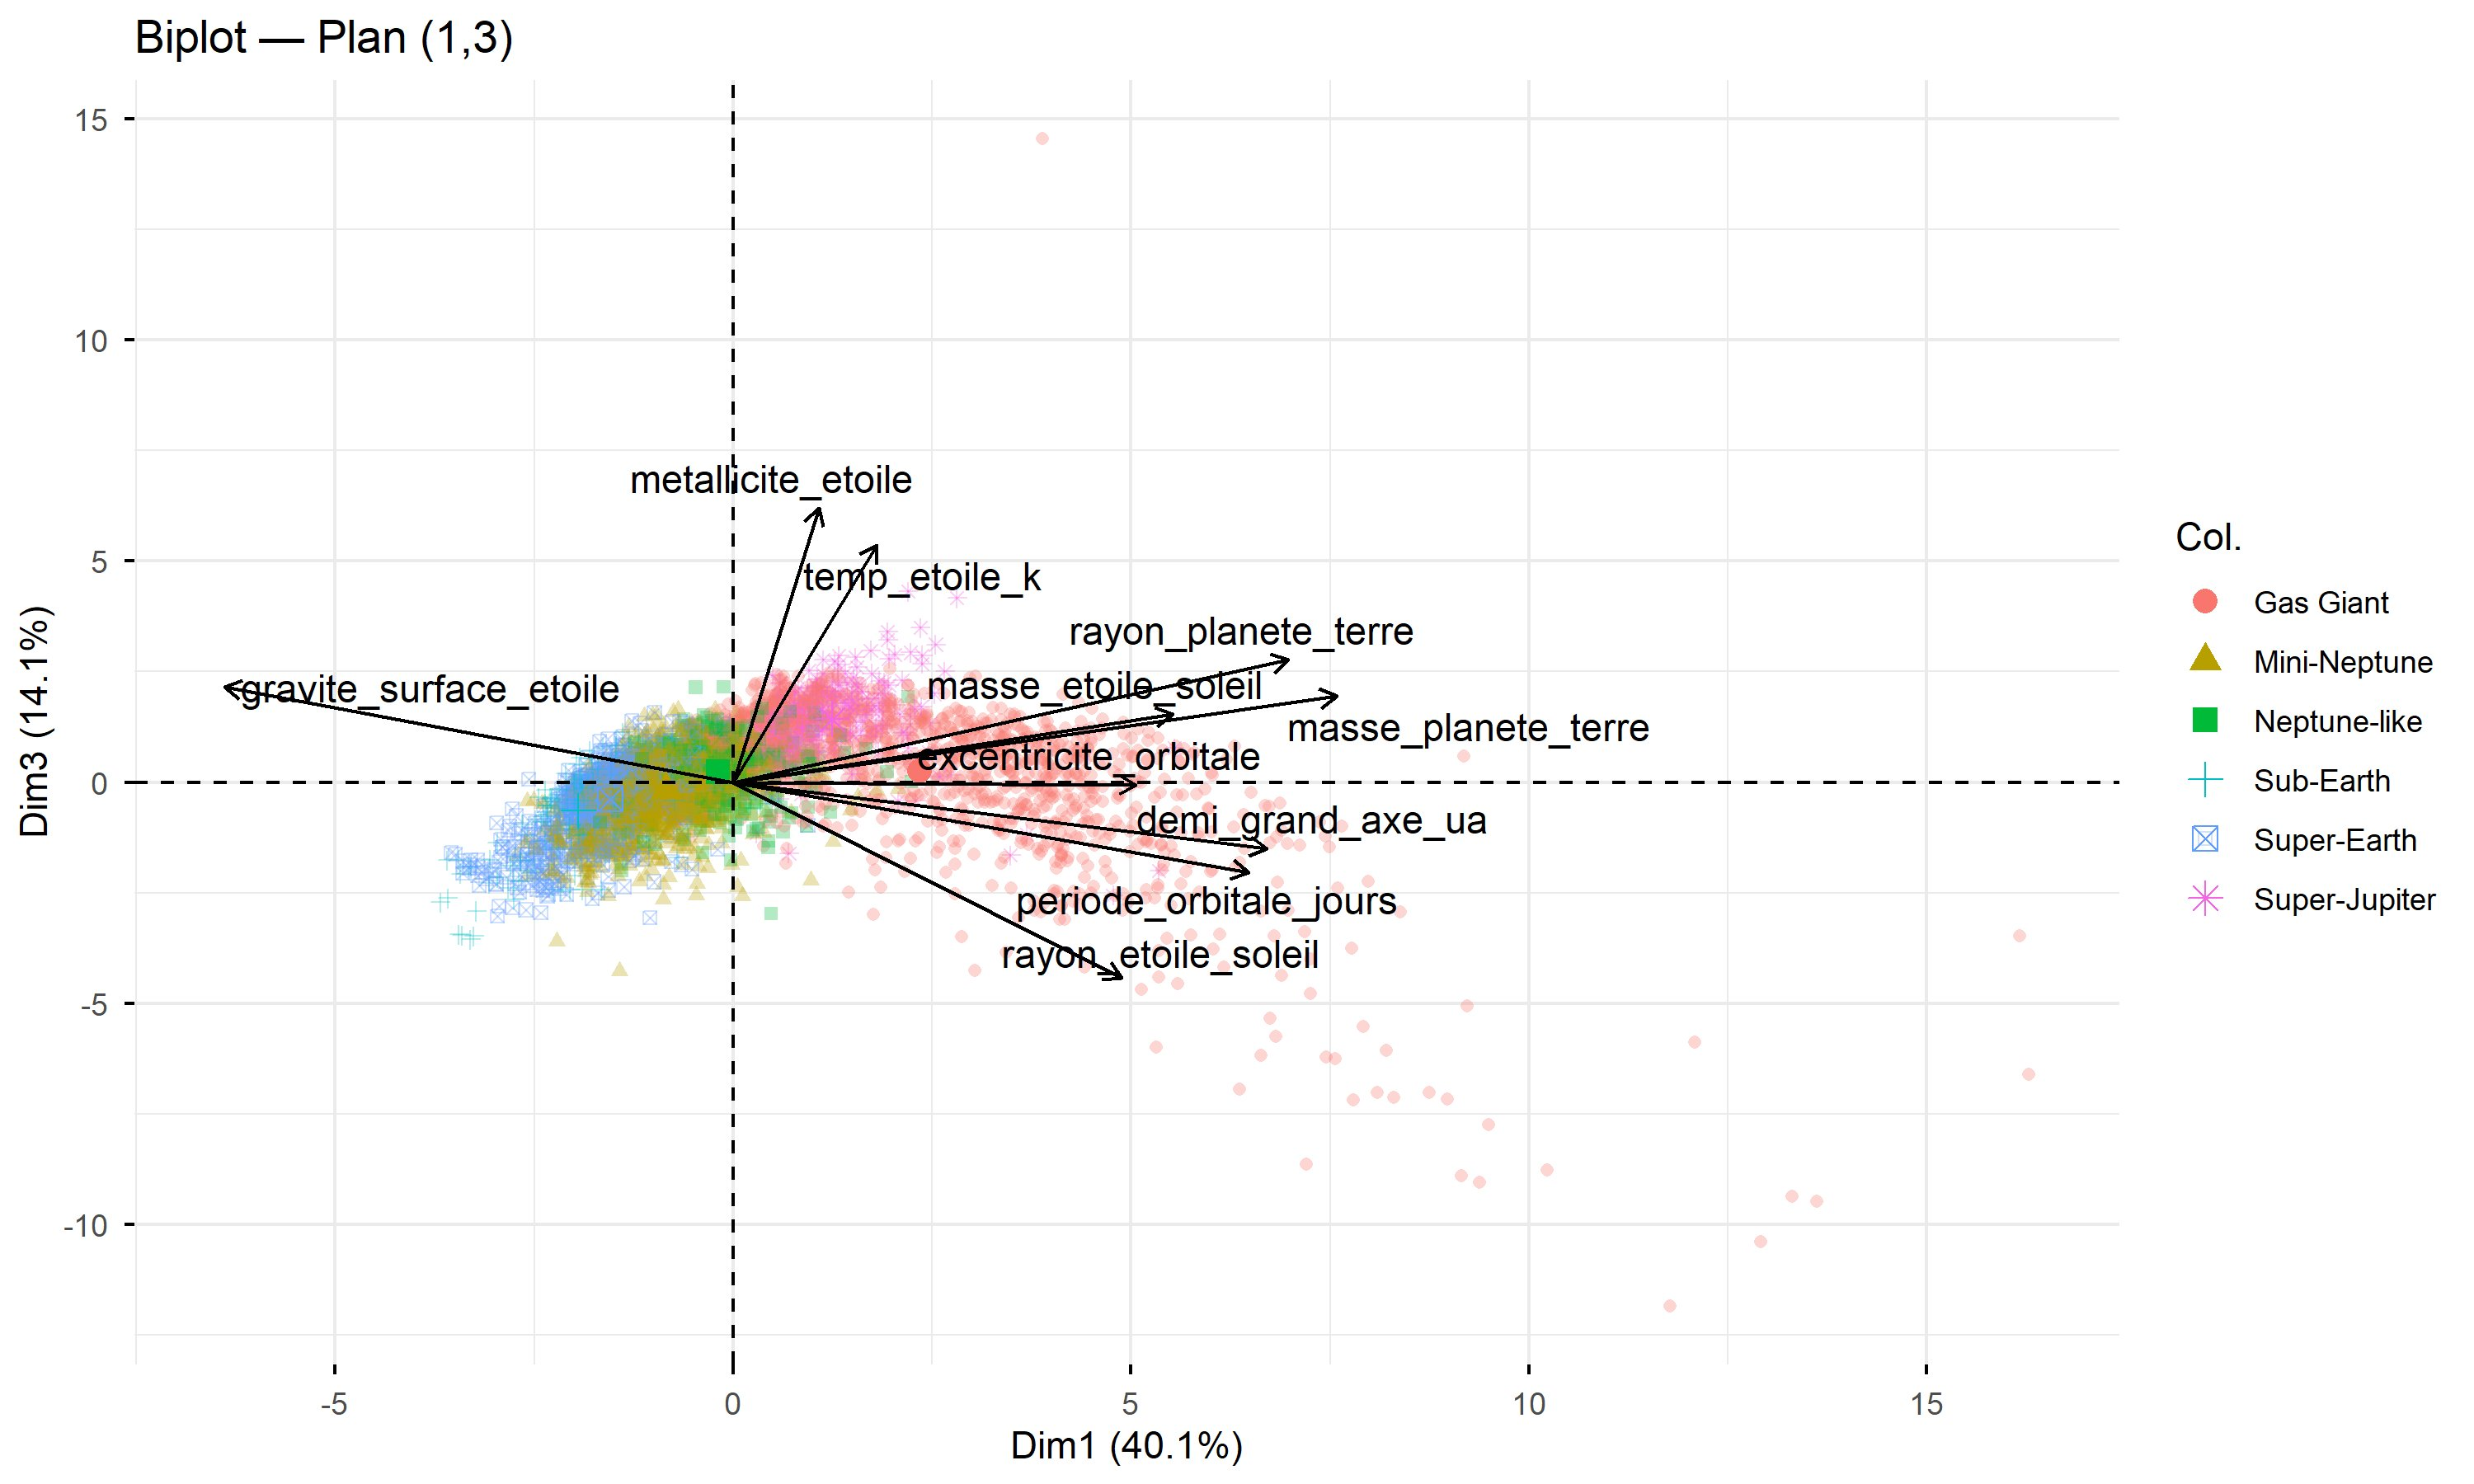 Biplot — Plan (1,3)
15
10
5
0
-5
-10
Dim3 (14.1%)
metallicite_etoile
temp_etoile_k
rayon_planete_terre
gravite_surface_etoile
masse_etoile_soleil
masse_planete_terre
excentricite_orbitale
demi_grand_axe_ua
periode_orbitale_jours
rayon_etoile_soleil
-5
0
5
10
15
Dim1 (40.1%)
Col.
Gas Giant
Mini-Neptune
Neptune-like
Sub-Earth
Super-Earth
Super-Jupiter